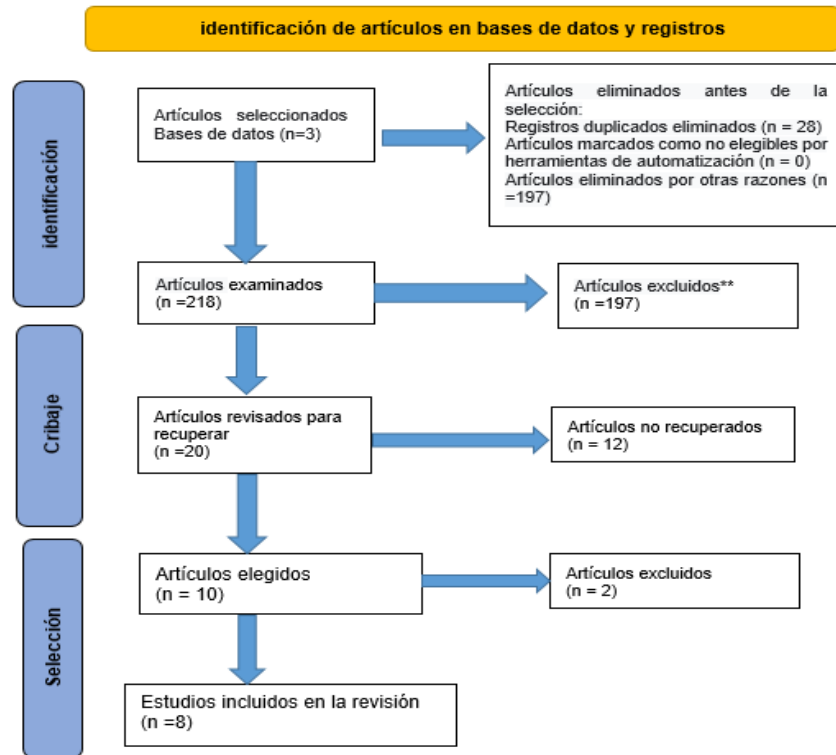 identificación de artículos en bases de datos y registros
identificación
Artículos seleccionados
Bases de datos (n=3)
Artículos eliminados antes de la
selección:
Registros duplicados eliminados (n = 28)
Artículos marcados como no elegibles por
herramientas de automatización (n = 0)
Artículos eliminados por otras razones (n
=197)
Artículos examinados
(n =218)
Artículos excluidos**
(n =197)
Cribaje
Artículos revisados para
recuperar
(n =20)
Artículos no recuperados
(n = 12)
Selección
Artículos elegidos
(n = 10)
Artículos excluidos
(n = 2)
Estudios incluidos en la revisión
(n =8)